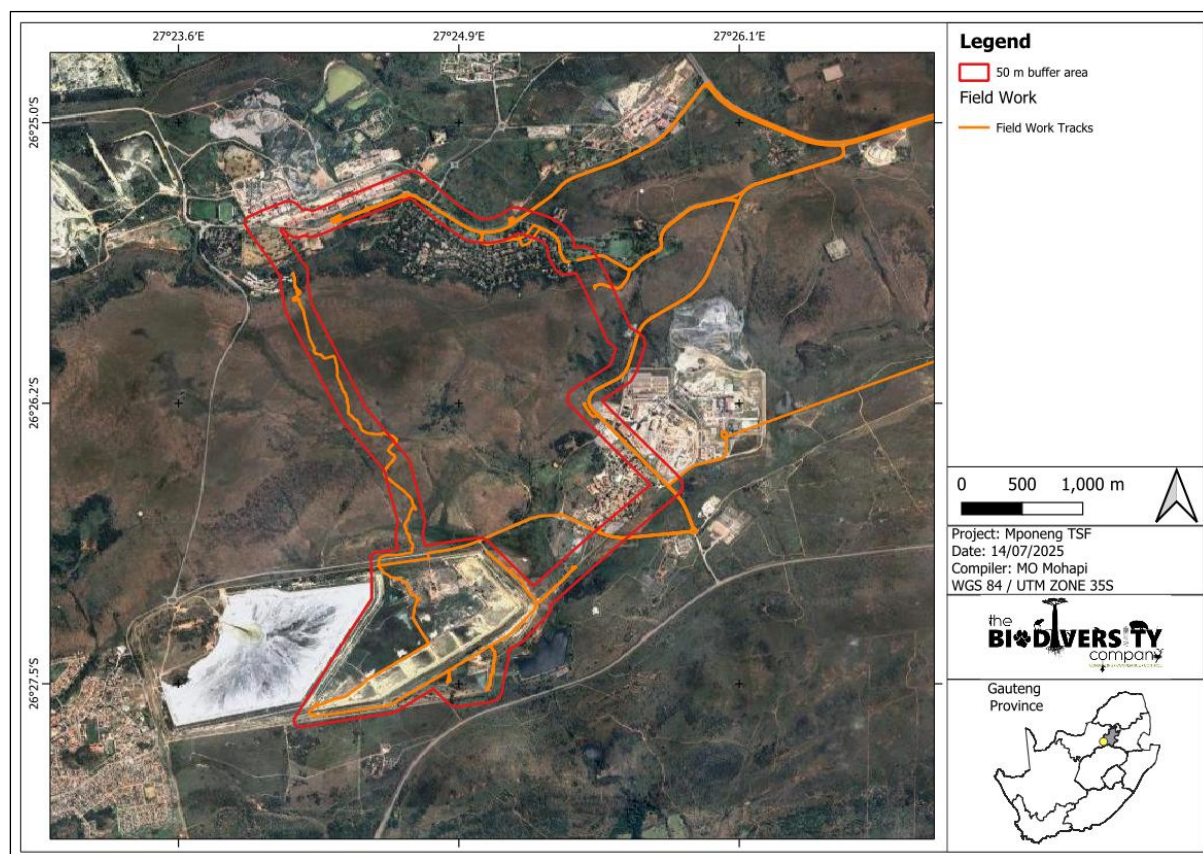 27°23.6'E 27°24.9'E 27°26.1'E
26°25.0'S
26°26.2'S
26°27.5'S
Legend
50 m buffer area
Field Work
Field Work Tracks
0 500 1,000 m
Project: Mponeng TSF
Date: 14/07/2025
Compiler: MO Mohapi
WGS 84 / UTM ZONE 35S
the
BIODIVERSITY
company
Gauteng
Province